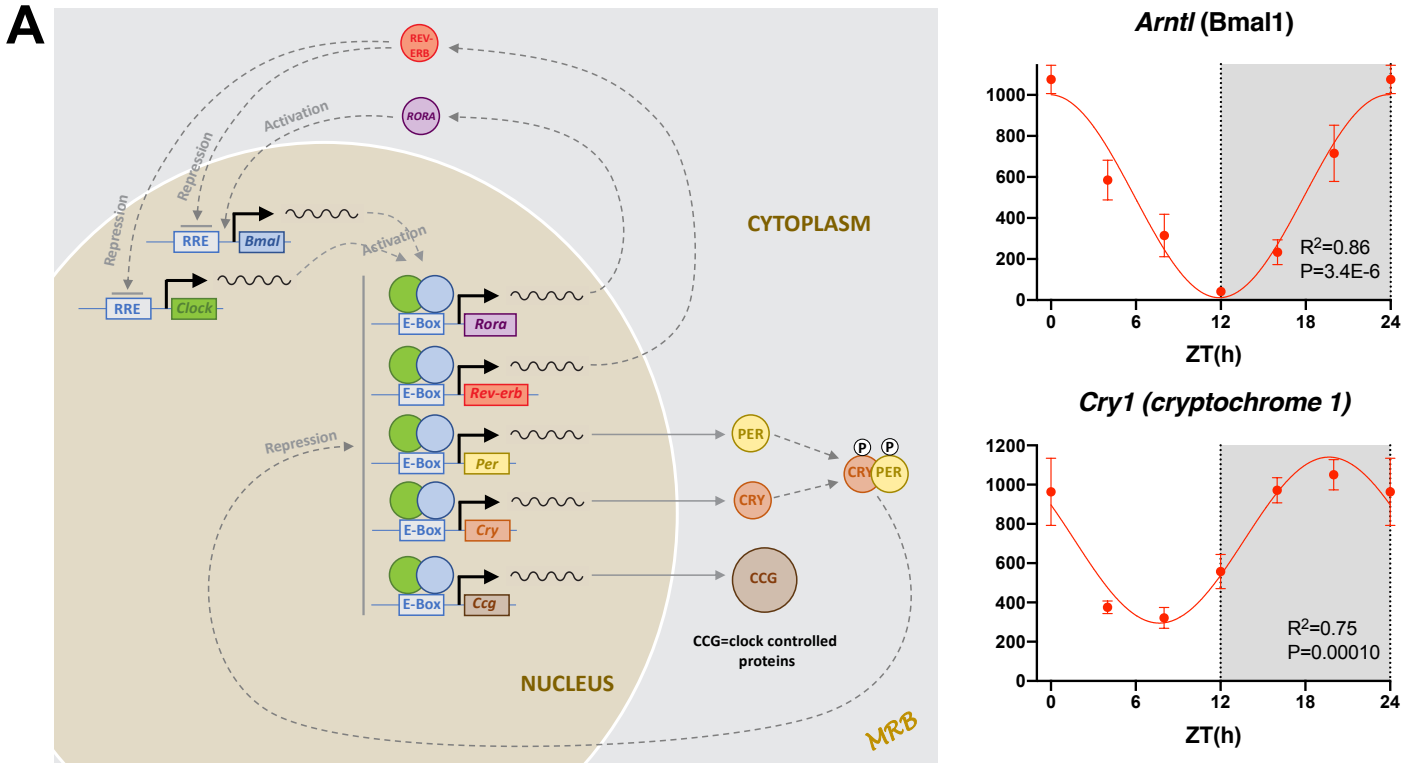 A
REV-
ERB
RORA
Activation
Repression
Repression
RRE
Bmal
Activation
RRE
Clock
CYTOPLASM
E-Box
Rora
E-Box
Rev-erb
Repression
E-Box
Per
PER
P P
CRY PER
E-Box
Cry
CRY
E-Box
Ccg
CCG
CCG=clock controlled
proteins
NUCLEUS
MRB
Arntl (Bmal1)
1000
800
600
400
200
0
R²=0.86
P=3.4E-6
0 6 12 18 24
ZT(h)
Cry1 (cryptochrome 1)
1200
1000
800
600
400
200
0
R²=0.75
P=0.00010
0 6 12 18 24
ZT(h)